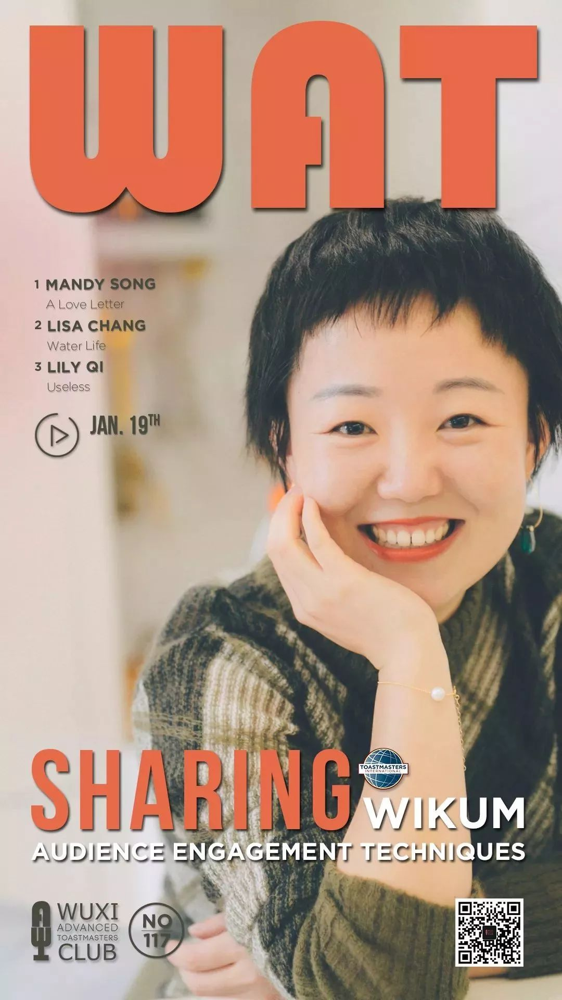 WAT
1 MANDY SONG
A Love Letter
2 LISA CHANG
Water Life
3 LILY QI
Useless
JAN. 19TH
SHARING
TOASTMASTERS
INTERNATIONAL
WIKUM
AUDIENCE ENGAGEMENT TECHNIQUES
WUXI
ADVANCED
TOASTMASTERS
CLUB
NO
117